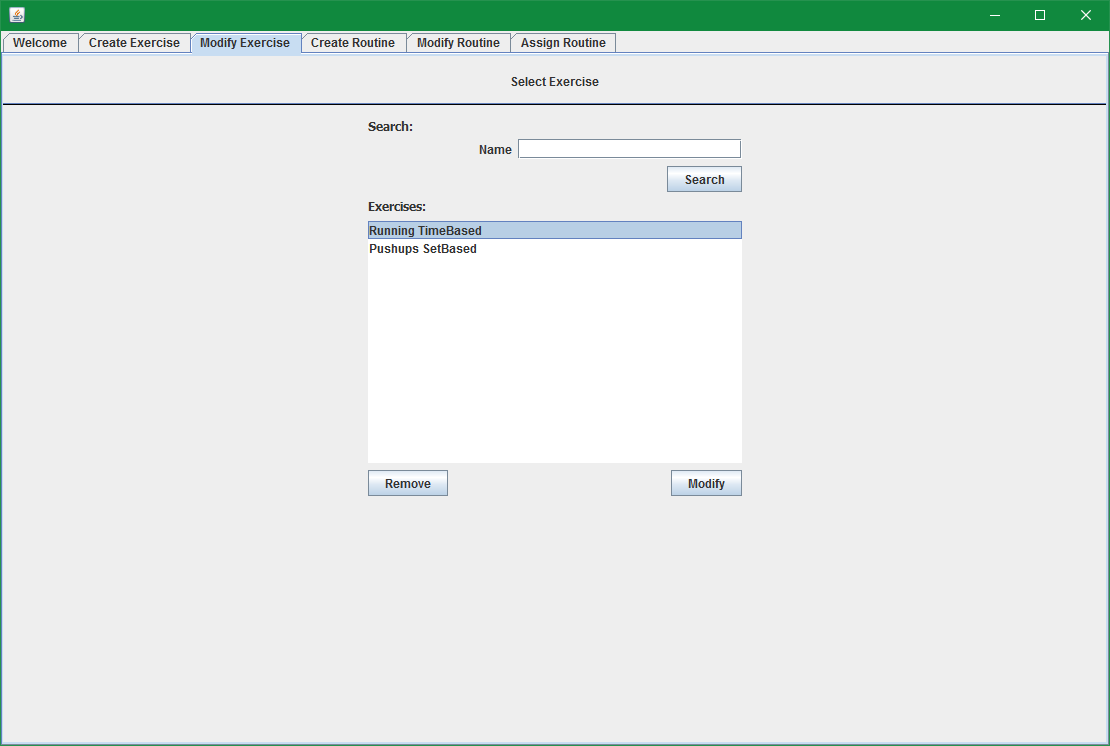 Welcome Create Exercise Modify Exercise Create Routine Modify Routine Assign Routine
Select Exercise
Search:
Name
Search
Exercises:
Running TimeBased
Pushups SetBased
Remove Modify